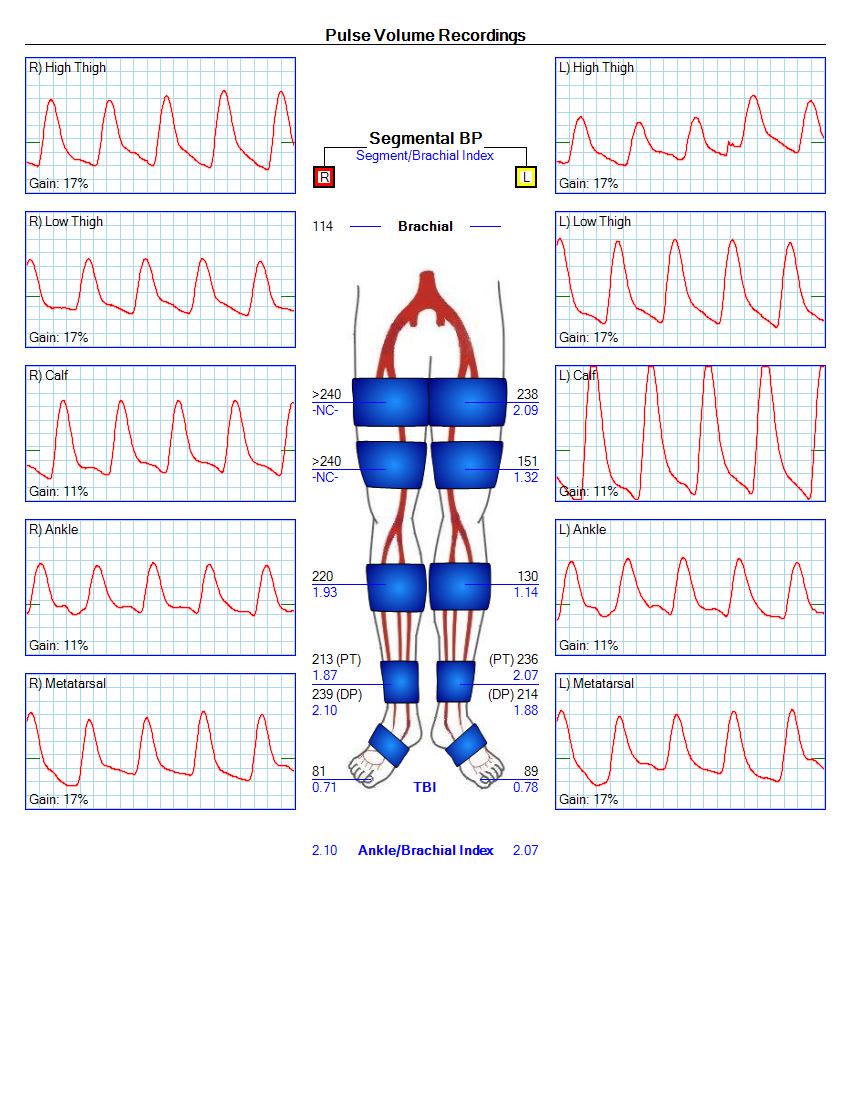 Pulse Volume Recordings
R) High Thigh
Gain: 17%
L) High Thigh
Gain: 17%
Segmental BP
Segment/Brachial Index
R
L
R) Low Thigh
Gain: 17%
114 Brachial
L) Low Thigh
Gain: 17%
R) Calf
Gain: 11%
>240
-NC-
238
2.09
>240
-NC-
151
1.32
L) Calf
Gain: 11%
R) Ankle
Gain: 11%
220
1.93
130
1.14
L) Ankle
Gain: 11%
R) Metatarsal
Gain: 17%
213 (PT)
1.87
239 (DP)
2.10
(PT) 236
2.07
(DP) 214
1.88
81
0.71
TBI
89
0.78
L) Metatarsal
Gain: 17%
2.10 Ankle/Brachial Index 2.07